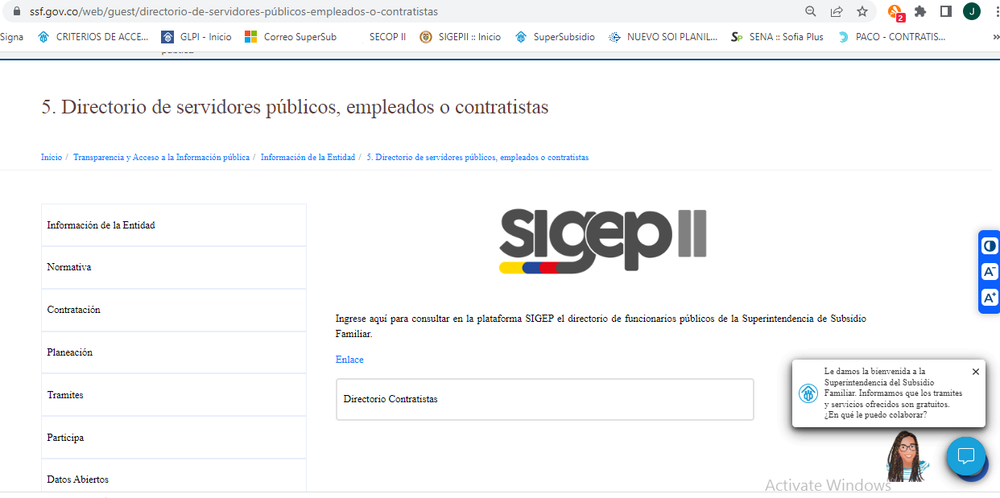 ssf.gov.co/web/guest/directorio-de-servidores-públicos-empleados-o-contratistas
2
J
Signa CRITERIOS DE ACCE... GLPI - Inicio Correo SuperSub SECOP II SIGEPII :: Inicio SuperSubsidio NUEVO SOI PLANIL... Sp SENA :: Sofia Plus PACO - CONTRATIS... »
5. Directorio de servidores públicos, empleados o contratistas
Inicio / Transparencia y Acceso a la Información pública / Información de la Entidad / 5. Directorio de servidores públicos, empleados o contratistas
Información de la Entidad
Normativa
Contratación
Planeación
Tramites
Participa
Datos Abiertos
sigep II
Ingrese aquí para consultar en la plataforma SIGEP el directorio de funcionarios públicos de la Superintendencia de Subsidio
Familiar.
Enlace
Directorio Contratistas
A-
A+
Le damos la bienvenida a la
Superintendencia del Subsidio
Familiar. Informamos que los tramites
y servicios ofrecidos son gratuitos.
¿En qué le puedo colaborar?
Activate Windows